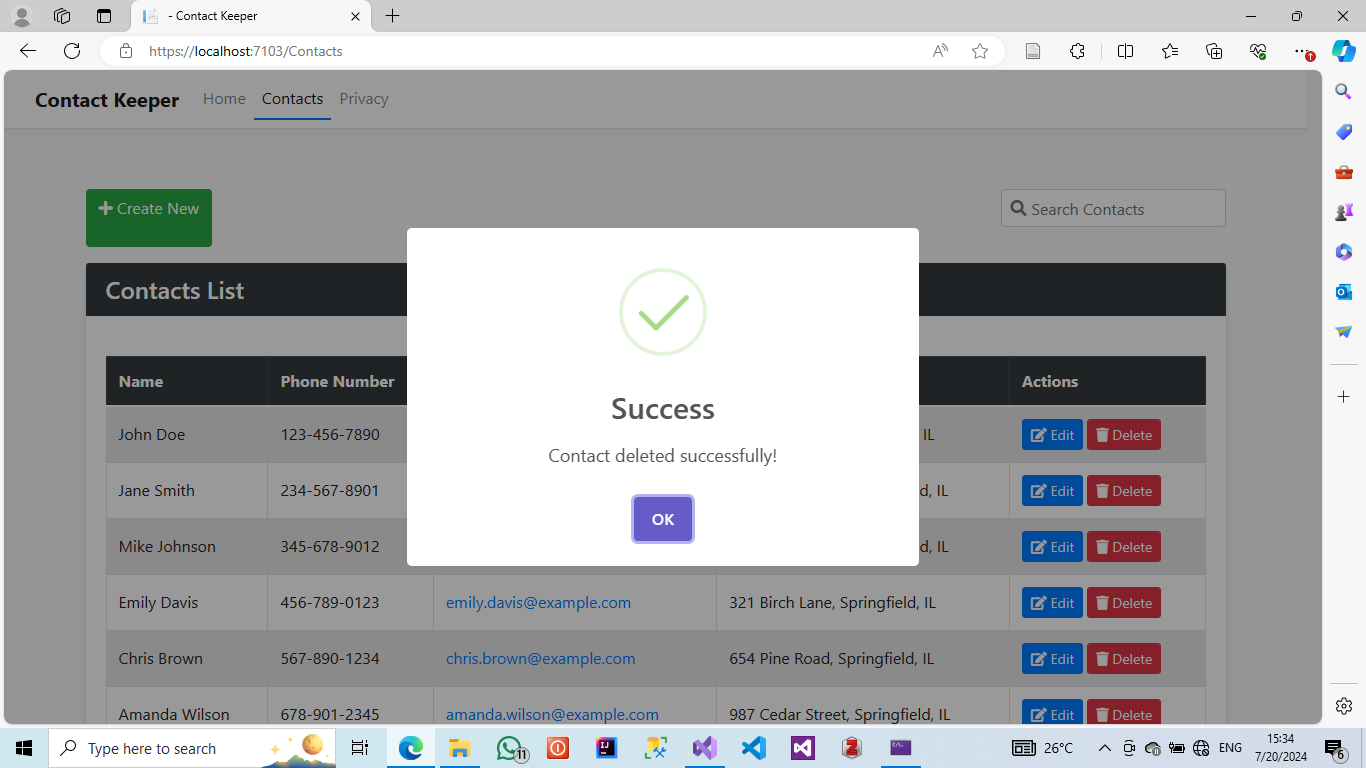 - Contact Keeper
https://localhost:7103/Contacts
Contact Keeper Home Contacts Privacy
Create New
Search Contacts
Contacts List
Name Phone Number Actions
John Doe 123-456-7890 IL Edit Delete
Jane Smith 234-567-8901 d, IL Edit Delete
Mike Johnson 345-678-9012 d, IL Edit Delete
Emily Davis 456-789-0123 emily.davis@example.com 321 Birch Lane, Springfield, IL Edit Delete
Chris Brown 567-890-1234 chris.brown@example.com 654 Pine Road, Springfield, IL Edit Delete
Amanda Wilson 678-901-2345 amanda.wilson@example.com 987 Cedar Street, Springfield, IL Edit Delete
Success
Contact deleted successfully!
OK
Type here to search
11
26°C
ENG
15:34
7/20/2024
6